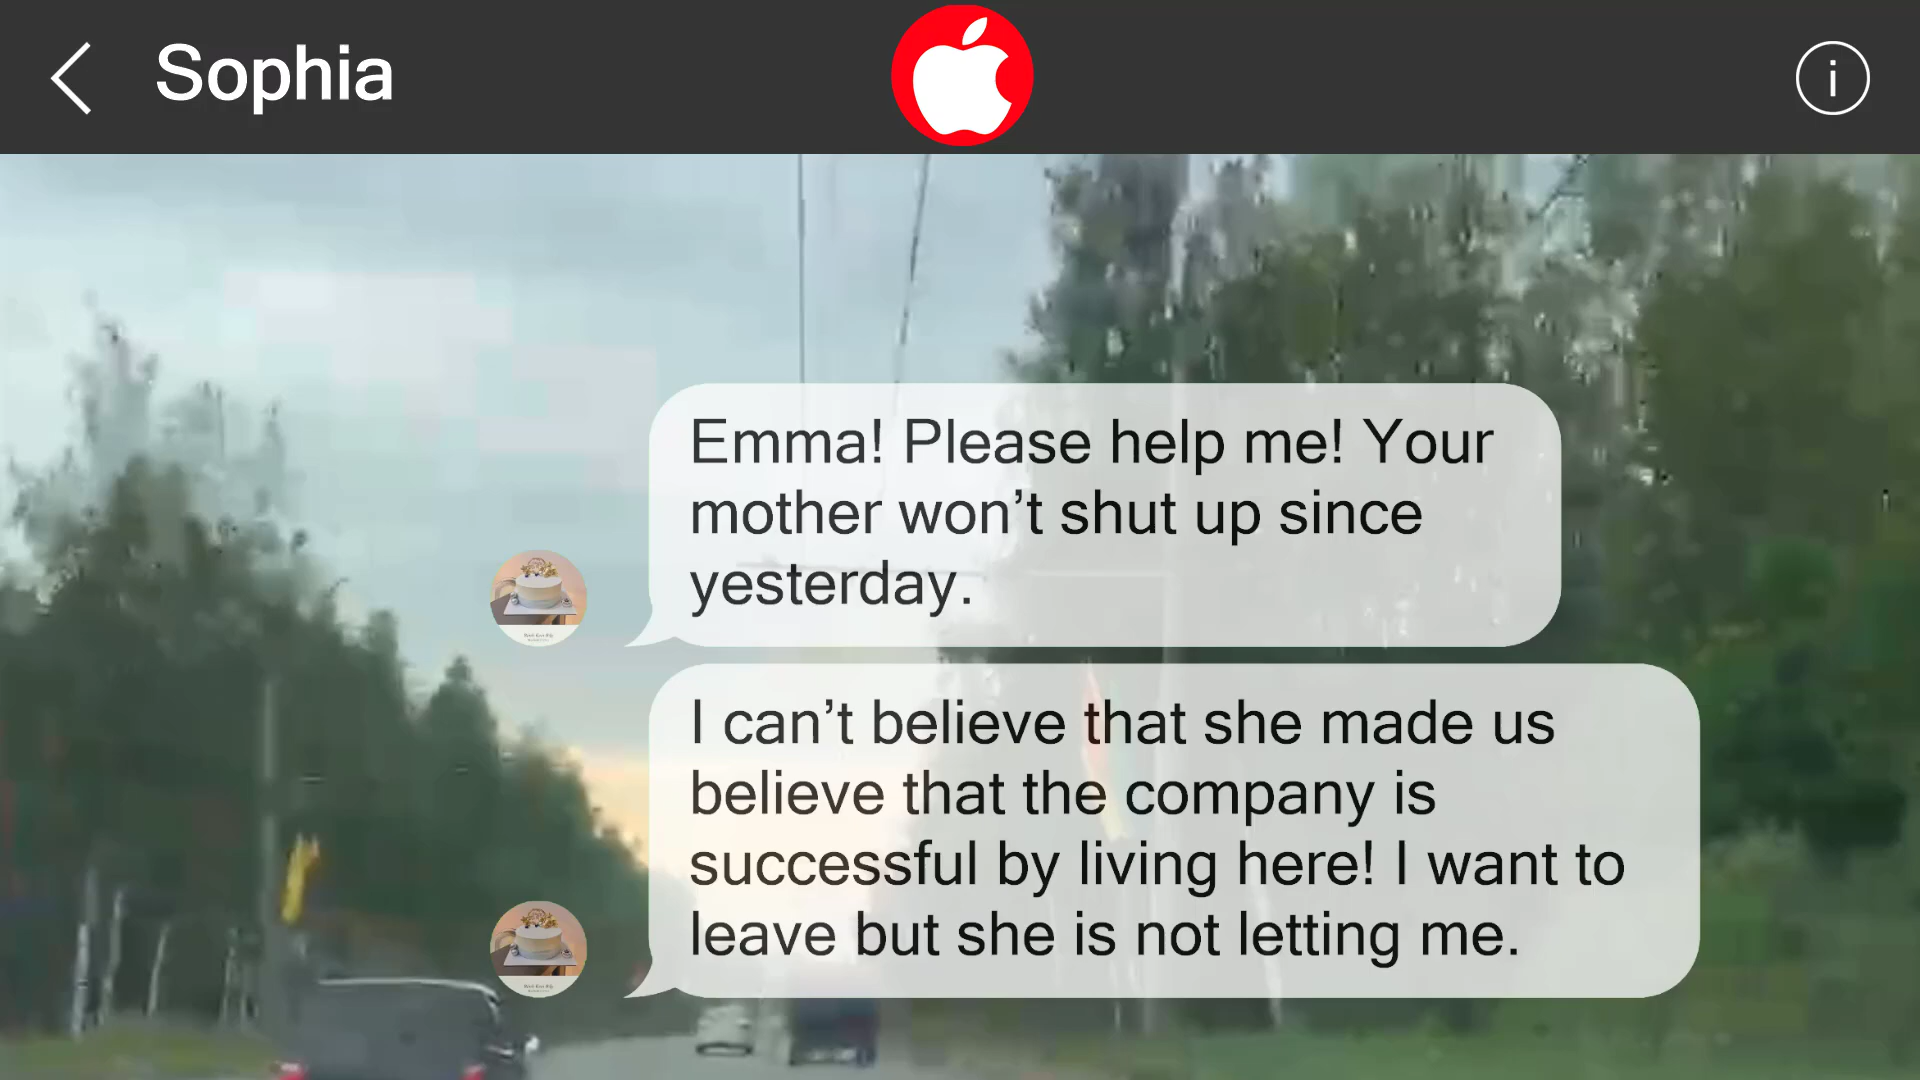 Sophia
Emma! Please help me! Your
mother won’t shut up since
yesterday.
I can’t believe that she made us
believe that the company is
successful by living here! I want to
leave but she is not letting me.